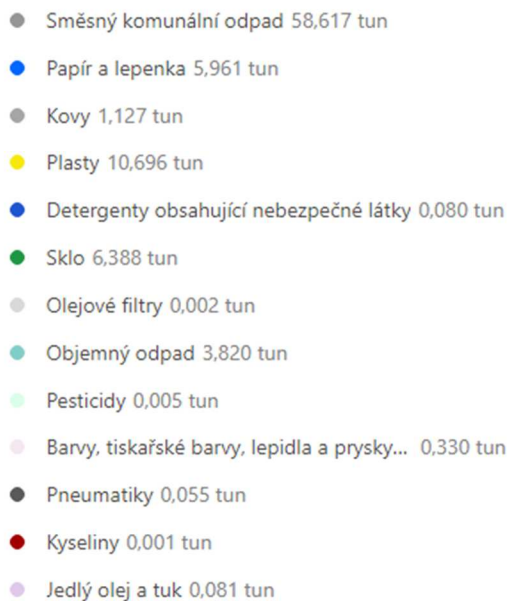 Směsný komunální odpad 58,617 tun
Papír a lepenka 5,961 tun
Kovy 1,127 tun
Plasty 10,696 tun
Detergenty obsahující nebezpečné látky 0,080 tun
Sklo 6,388 tun
Olejové filtry 0,002 tun
Objemný odpad 3,820 tun
Pesticidy 0,005 tun
Barvy, tiskařské barvy, lepidla a prysky... 0,330 tun
Pneumatiky 0,055 tun
Kyseliny 0,001 tun
Jedlý olej a tuk 0,081 tun